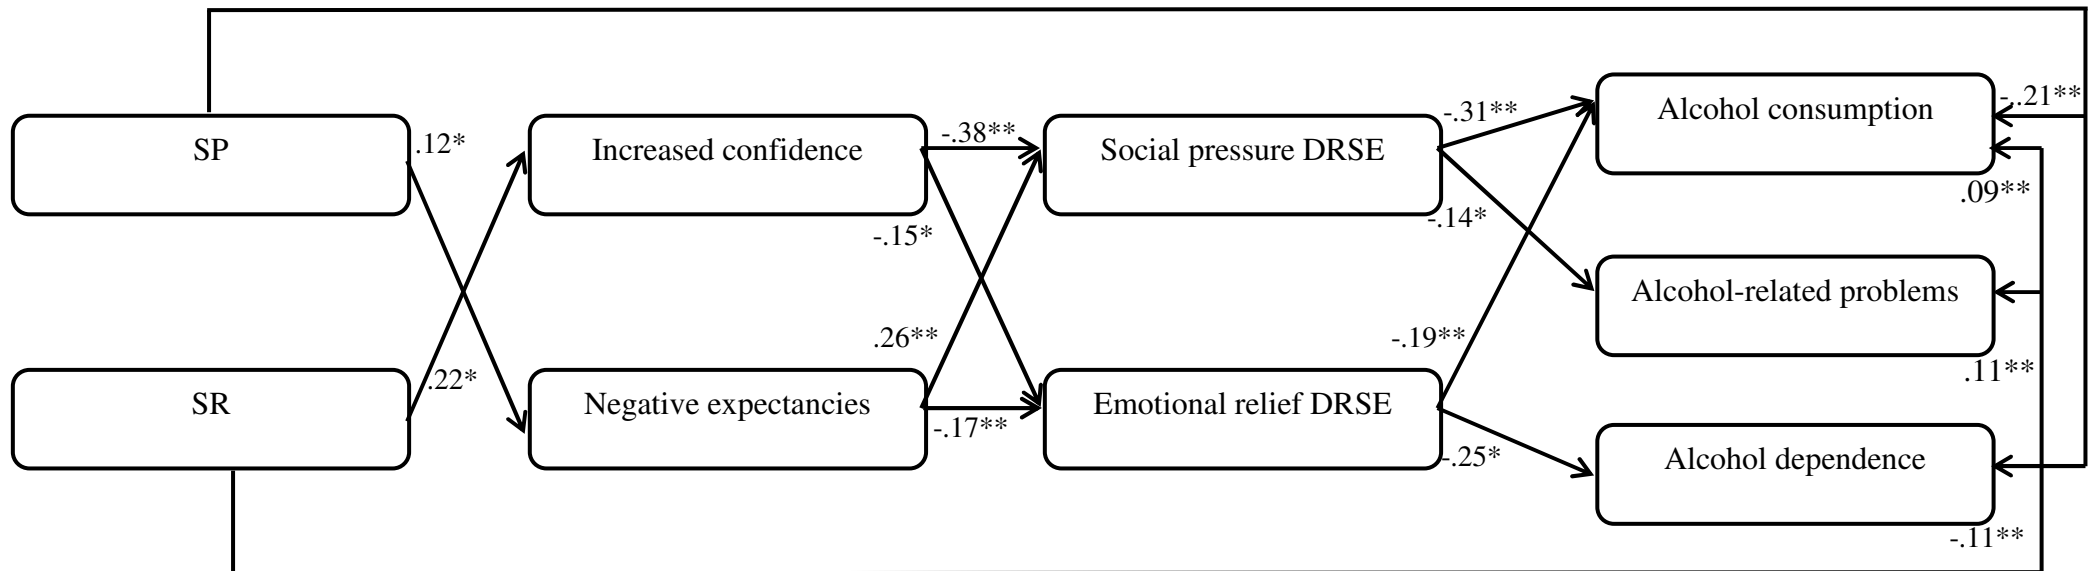 -.21**
Alcohol consumption
-.31**
-.38**
.12*
SP
Increased confidence
Social pressure DRSE
.09**
-.14*
-.15*
Alcohol-related problems
.26**
-.19**
.11**
.22*
SR
Negative expectancies
Emotional relief DRSE
-.17**
-.25*
Alcohol dependence
-.11**